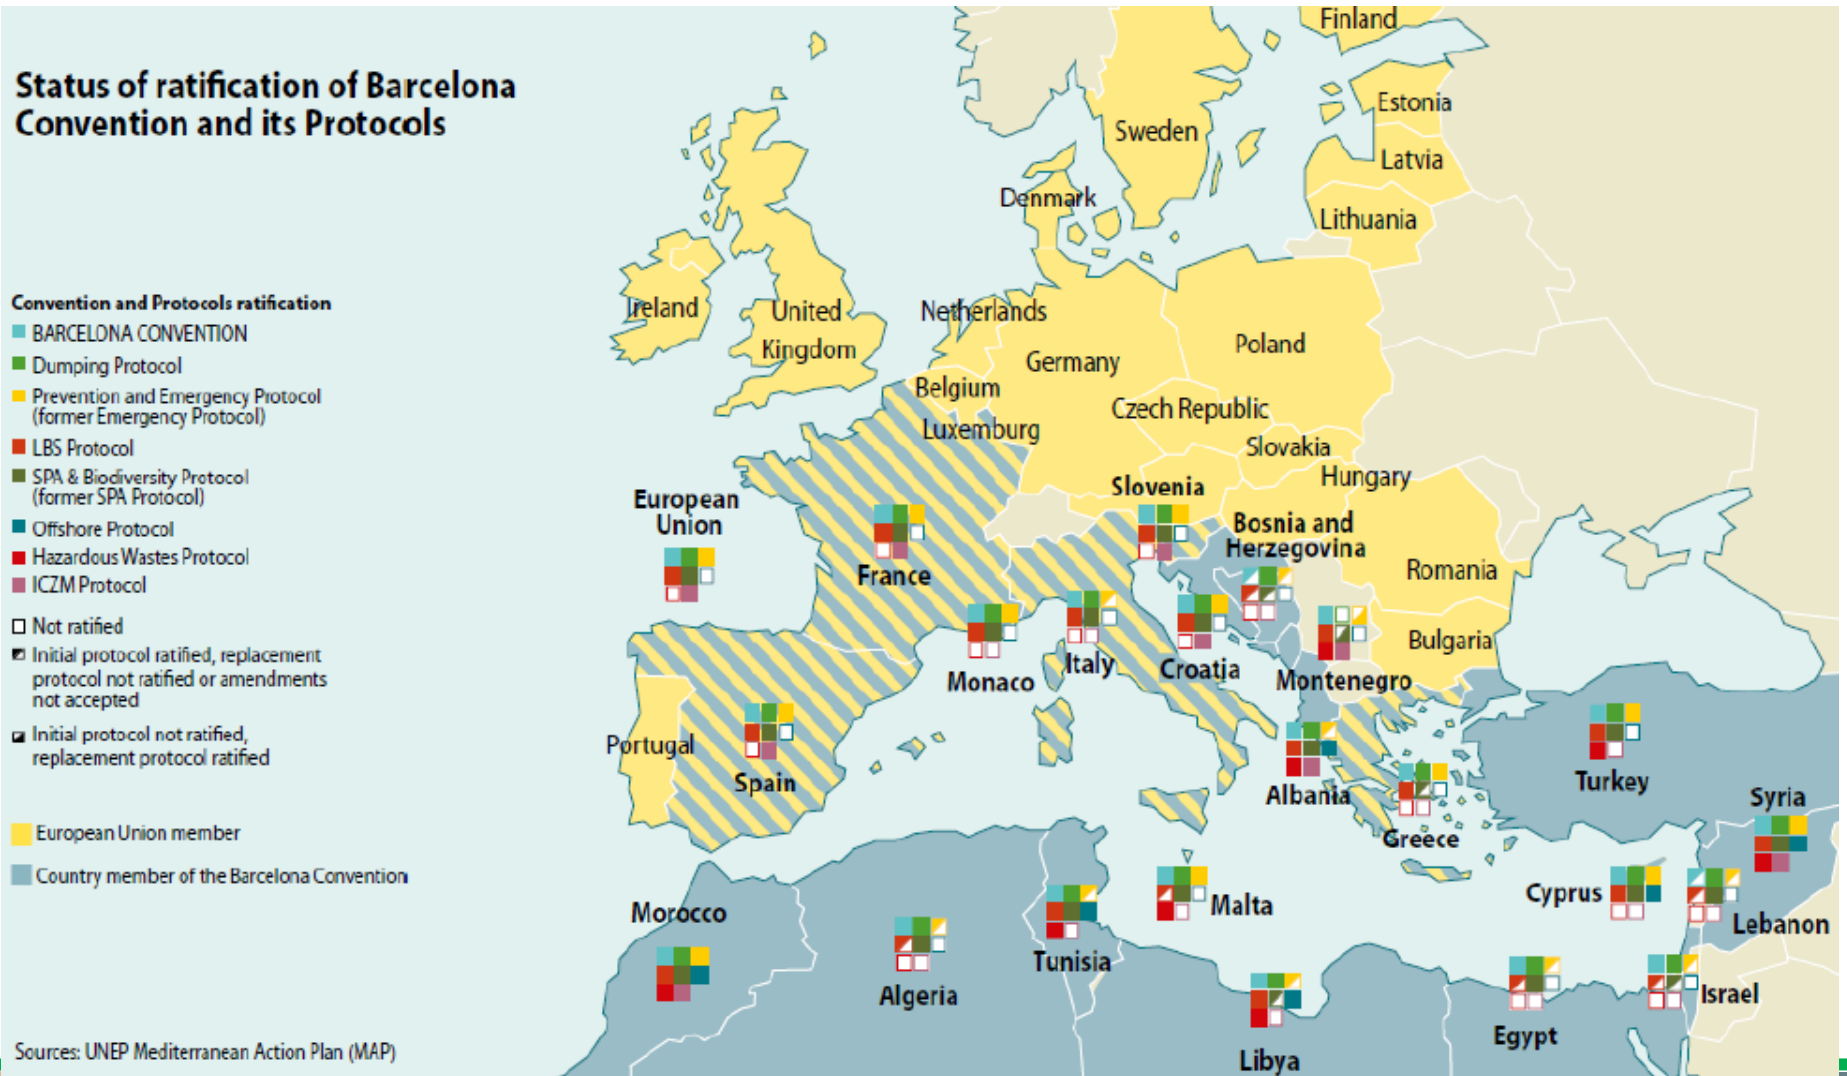 Status of ratification of Barcelona
Convention and its Protocols
Convention and Protocols ratification
BARCELONA CONVENTION
Dumping Protocol
Prevention and Emergency Protocol
(former Emergency Protocol)
LBS Protocol
SPA & Biodiversity Protocol
(former SPA Protocol)
Offshore Protocol
Hazardous Wastes Protocol
ICZM Protocol
Not ratified
Initial protocol ratified, replacement
protocol not ratified or amendments
not accepted
Initial protocol not ratified,
replacement protocol ratified
European Union member
Country member of the Barcelona Convention
Sources: UNEP Mediterranean Action Plan (MAP)
Finland
Estonia
Sweden
Latvia
Denmark
Lithuania
Ireland
United
Kingdom
Netherlands
Germany
Poland
Belgium
Czech Republic
Luxemburg
Slovakia
Hungary
Slovenia
European
Union
Bosnia and
Herzegovina
France
Romania
Bulgaria
Monaco
Italy
Croatia
Montenegro
Portugal
Spain
Albania
Turkey
Greece
Syria
Cyprus
Malta
Morocco
Lebanon
Tunisia
Algeria
Israel
Egypt
Libya